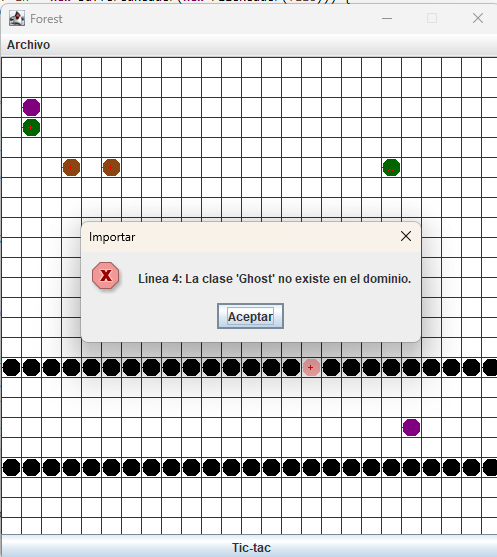 Forest
Archivo
Importar
X
Línea 4: La clase 'Ghost' no existe en el dominio.
Aceptar
Tic-tac